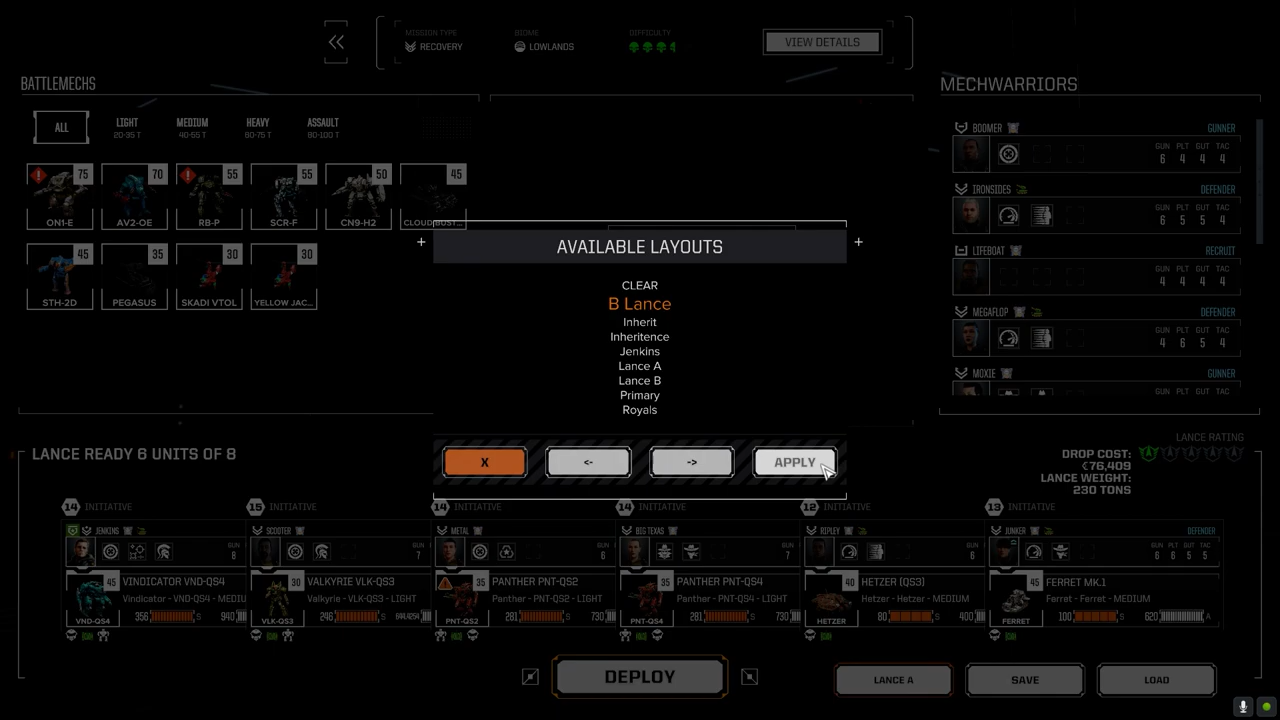 MISSION TYPE
RECOVERY
BIOME
LOWLANDS
DIFFICULTY
VIEW DETAILS
BATTLEMECHS
ALL
LIGHT
20-35 T
MEDIUM
40-55 T
HEAVY
60-75 T
ASSAULT
80-100 T
75
ON1-E
70
AV2-OE
55
RB-P
55
SCR-F
50
CN9-H2
45
CLOUDBUST...
45
STH-2D
35
PEGASUS
30
SKADI VTOL
30
YELLOW JAC...
MECHWARRIORS
BOOMER GUNNER
GUN PLT GUT TAC
6 4 4 4
IRONSIDES DEFENDER
GUN PLT GUT TAC
6 5 5 4
LIFEBOAT RECRUIT
GUN PLT GUT TAC
4 4 4 4
MEGAFLOP DEFENDER
GUN PLT GUT TAC
4 6 5 4
MOXIE GUNNER
GUN PLT GUT TAC
AVAILABLE LAYOUTS
CLEAR
B Lance
Inherit
Inheritence
Jenkins
Lance A
Lance B
Primary
Royals
X
<-
->
APPLY
LANCE READY 6 UNITS OF 8
LANCE RATING
DROP COST:
¢76,409
LANCE WEIGHT:
230 TONS
14 INITIATIVE
JENKINS
GUN
8
45
VINDICATOR VND-QS4
Vindicator - VND-QS4 - MEDIU
VND-QS4
356 S 940
15 INITIATIVE
SCOOTER
GUN
7
30
VALKYRIE VLK-QS3
Valkyrie - VLK-QS3 - LIGHT
VLK-QS3
246 S
14 INITIATIVE
METAL
GUN
6
35
PANTHER PNT-QS2
Panther - PNT-QS2 - LIGHT
PNT-QS2
281 S 730
14 INITIATIVE
BIG TEXAS
GUN
7
35
PANTHER PNT-QS4
Panther - PNT-QS4 - LIGHT
PNT-QS4
281 S 730
12 INITIATIVE
RIPLEY
GUN
6
40
HETZER (QS3)
Hetzer - Hetzer - MEDIUM
HETZER
80 S 400
13 INITIATIVE
JUNKER DEFENDER
GUN PLT GUT TAC
6 6 5 5
45
FERRET MK.1
Ferret - Ferret - MEDIUM
FERRET
100 S 620 A
DEPLOY
LANCE A
SAVE
LOAD